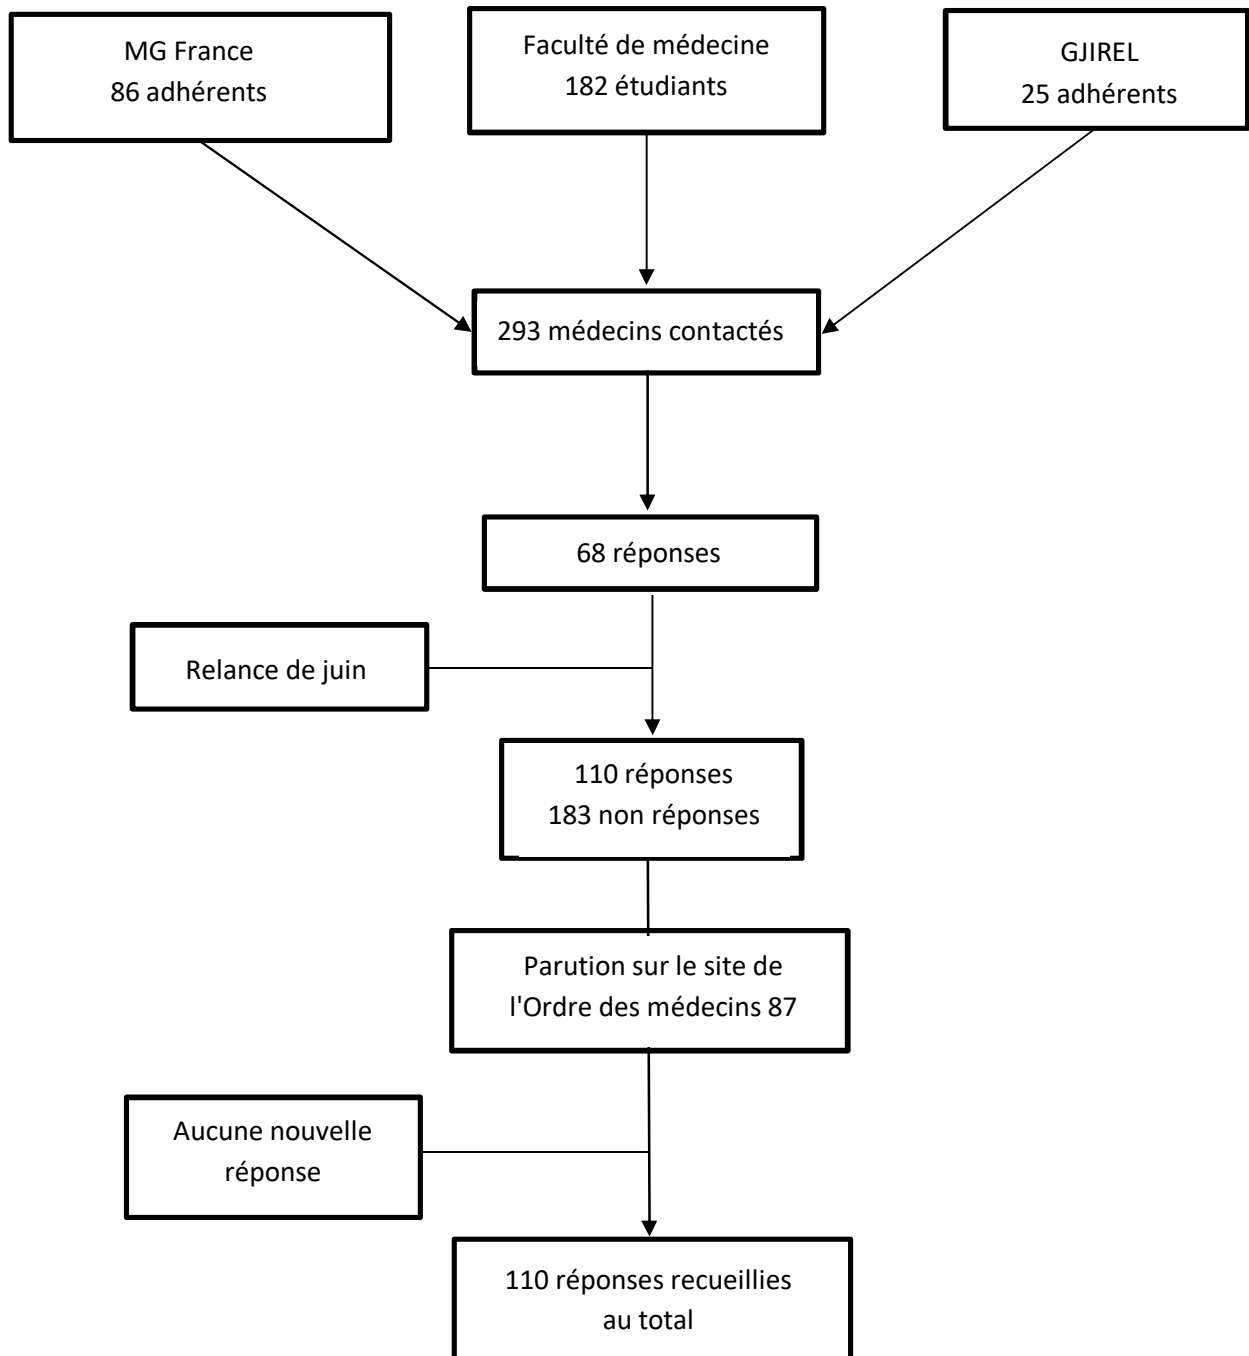 MG France
86 adhérents
Faculté de médecine
182 étudiants
GJIREL
25 adhérents
293 médecins contactés
68 réponses
Relance de juin
110 réponses
183 non réponses
Parution sur le site de
l'Ordre des médecins 87
Aucune nouvelle
réponse
110 réponses recueillies
au total